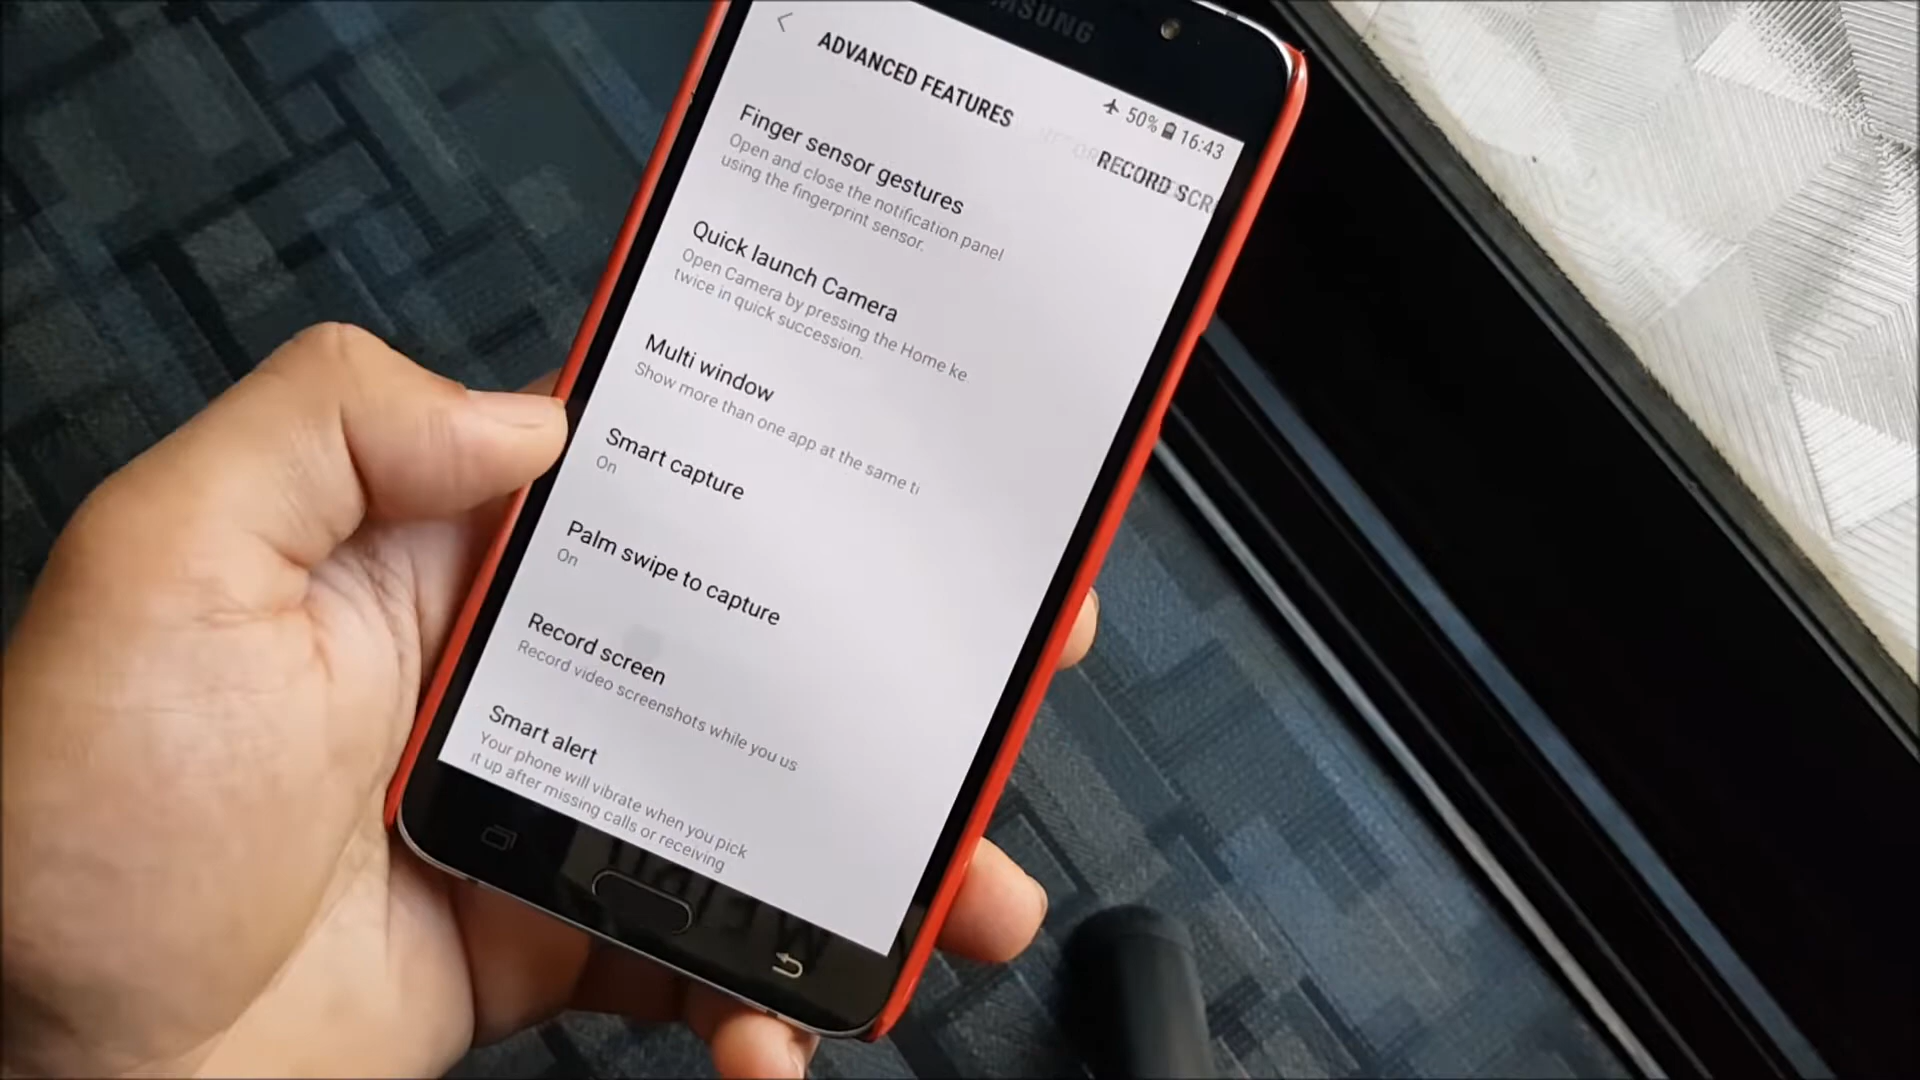 MSUNG
50% 16:43
ADVANCED FEATURES
RECORD SCR
Finger sensor gestures
Open and close the notification panel
using the fingerprint sensor.
Quick launch Camera
Open Camera by pressing the Home ke
twice in quick succession.
Multi window
Show more than one app at the same ti
Smart capture
On
Palm swipe to capture
On
Record screen
Record video screenshots while you us
Smart alert
Your phone will vibrate when you pick
it up after missing calls or receiving